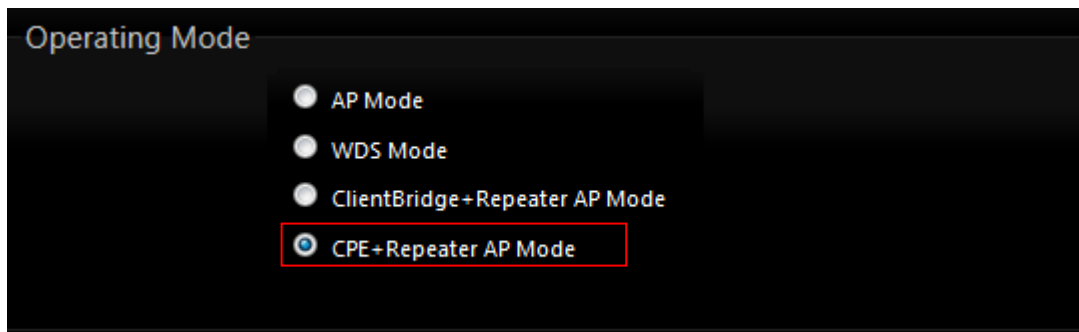 Operating Mode
AP Mode
WDS Mode
ClientBridge+Repeater AP Mode
CPE+Repeater AP Mode